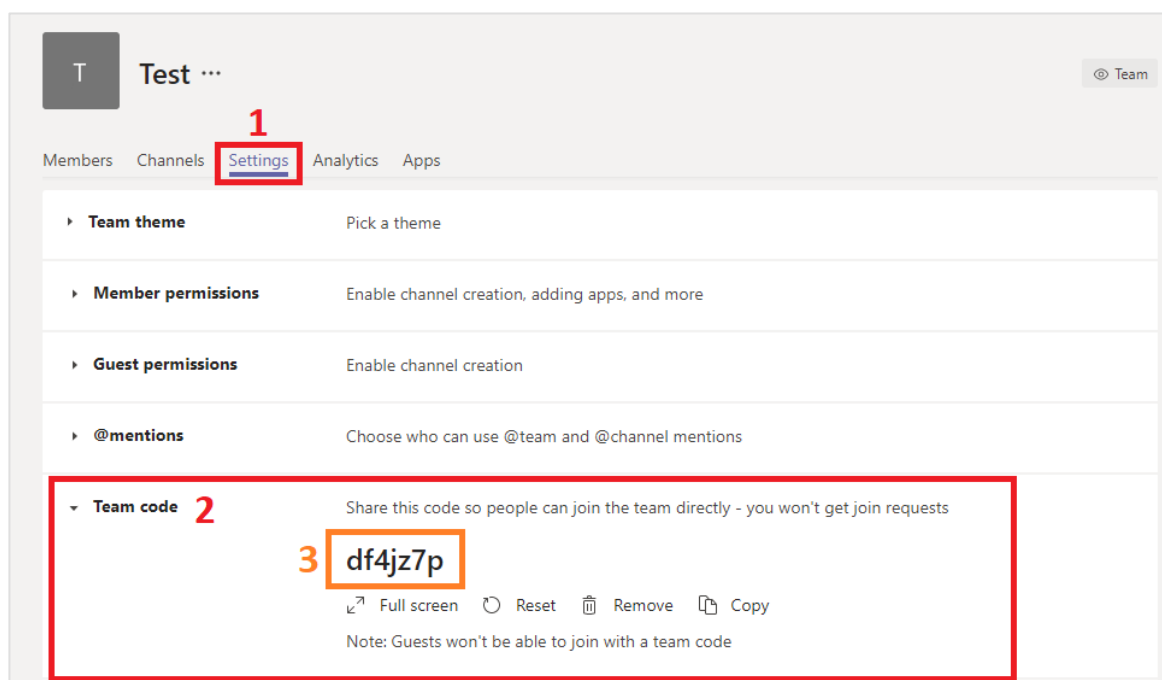 T
Test ...
Team
1
Members Channels Settings Analytics Apps
Team theme Pick a theme
Member permissions Enable channel creation, adding apps, and more
Guest permissions Enable channel creation
@mentions Choose who can use @team and @channel mentions
Team code 2 Share this code so people can join the team directly - you won't get join requests
3 df4jz7p
Full screen Reset Remove Copy
Note: Guests won't be able to join with a team code